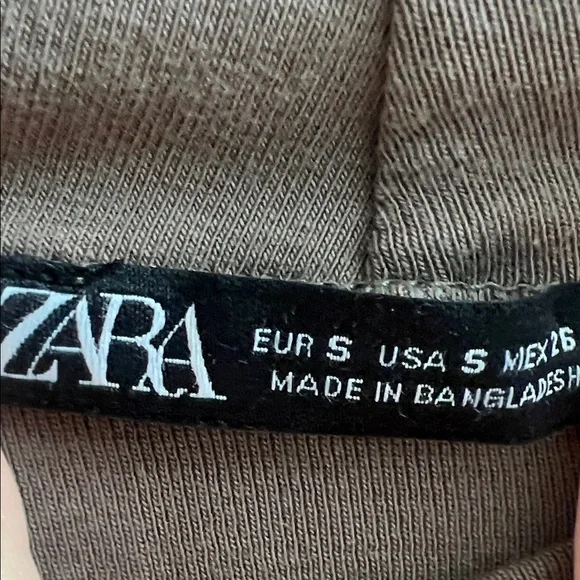 ZARA
EUR S USA S MEX 26
MADE IN BANGLADESH